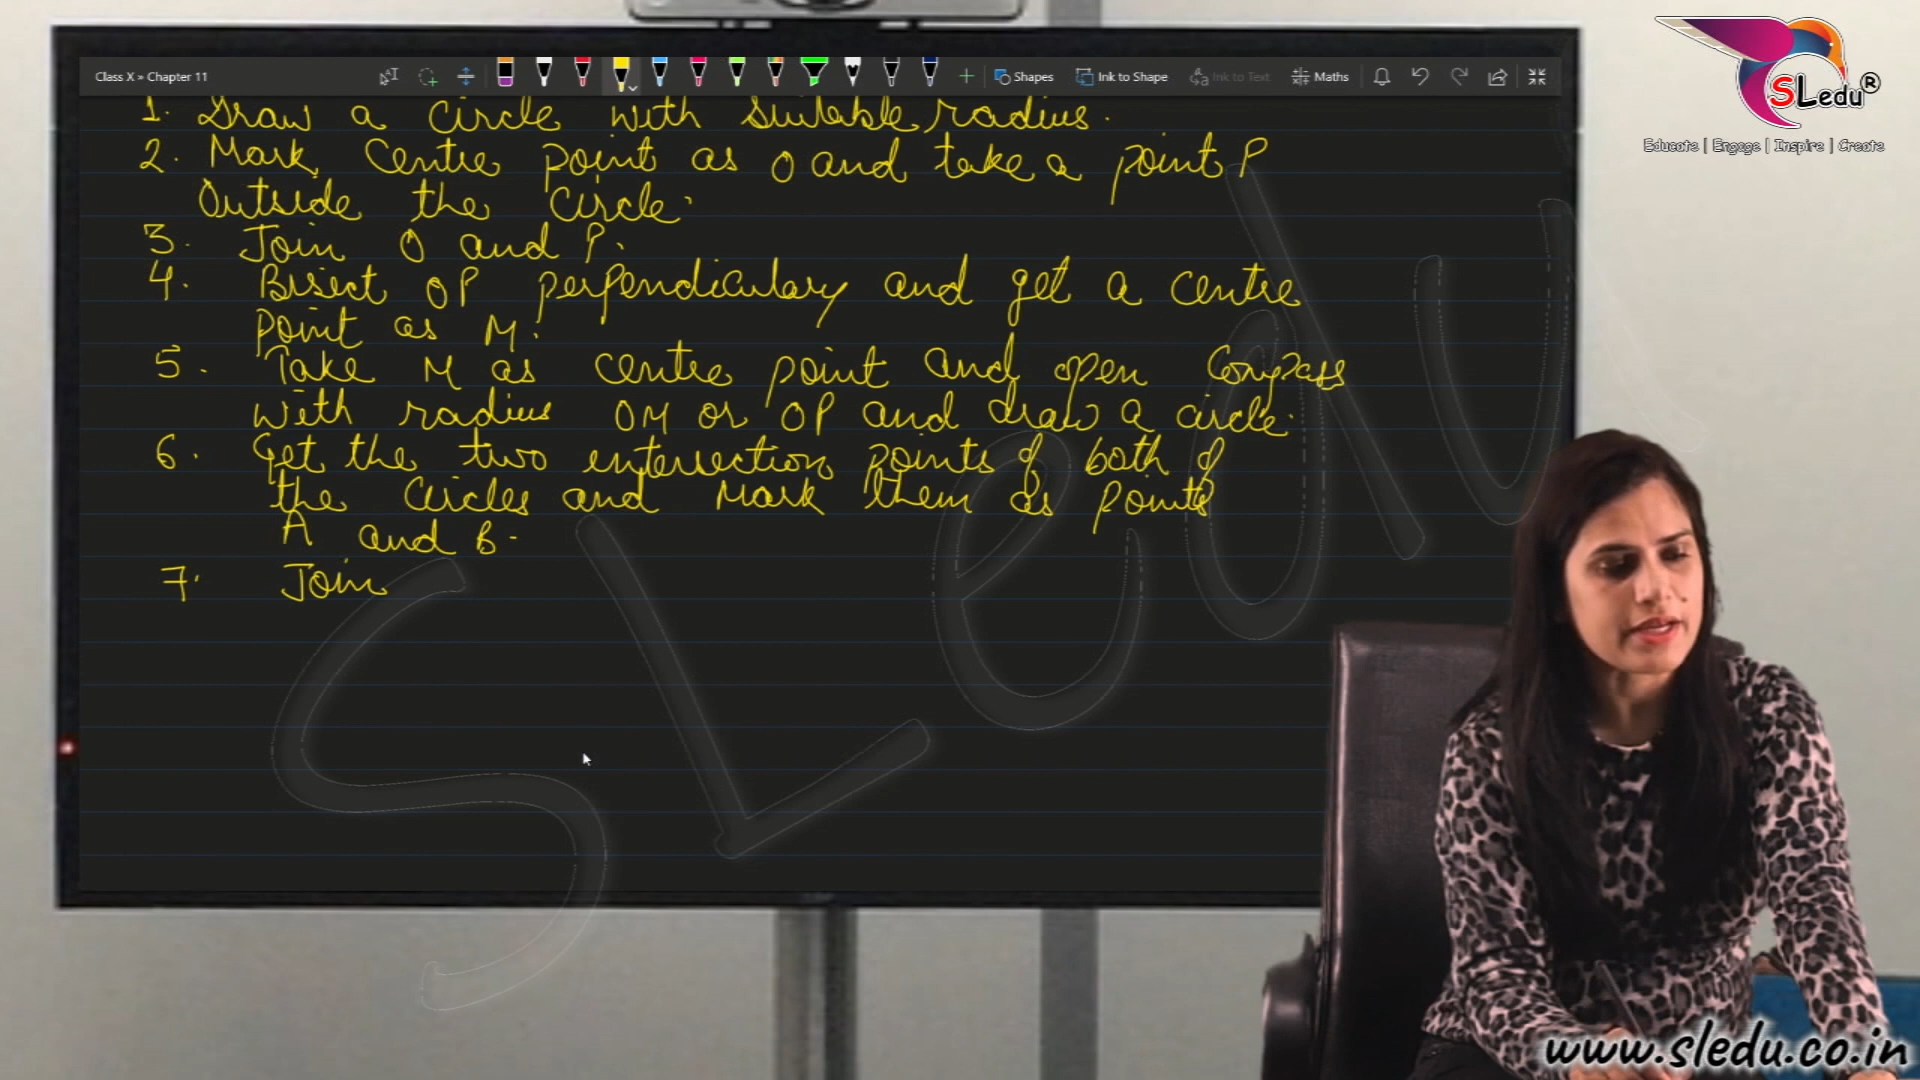 Class X » Chapter 11
Shapes
Ink to Shape
Ink to Text
Maths
1. Draw a circle with suitable radius.
2. Mark centre point as O and take a point P
outside the circle.
3. Join O and P.
4. Bisect OP perpendiculary and get a centre
point as M.
5. Take M as centre point and open Compass
with radius OM or OP and draw a circle.
6. Get the two intersection points of both of
the circles and Mark them as points
A and B.
7. Join
SLedu
SLedu®
Educate | Engage | Inspire | Create
www.sledu.co.in